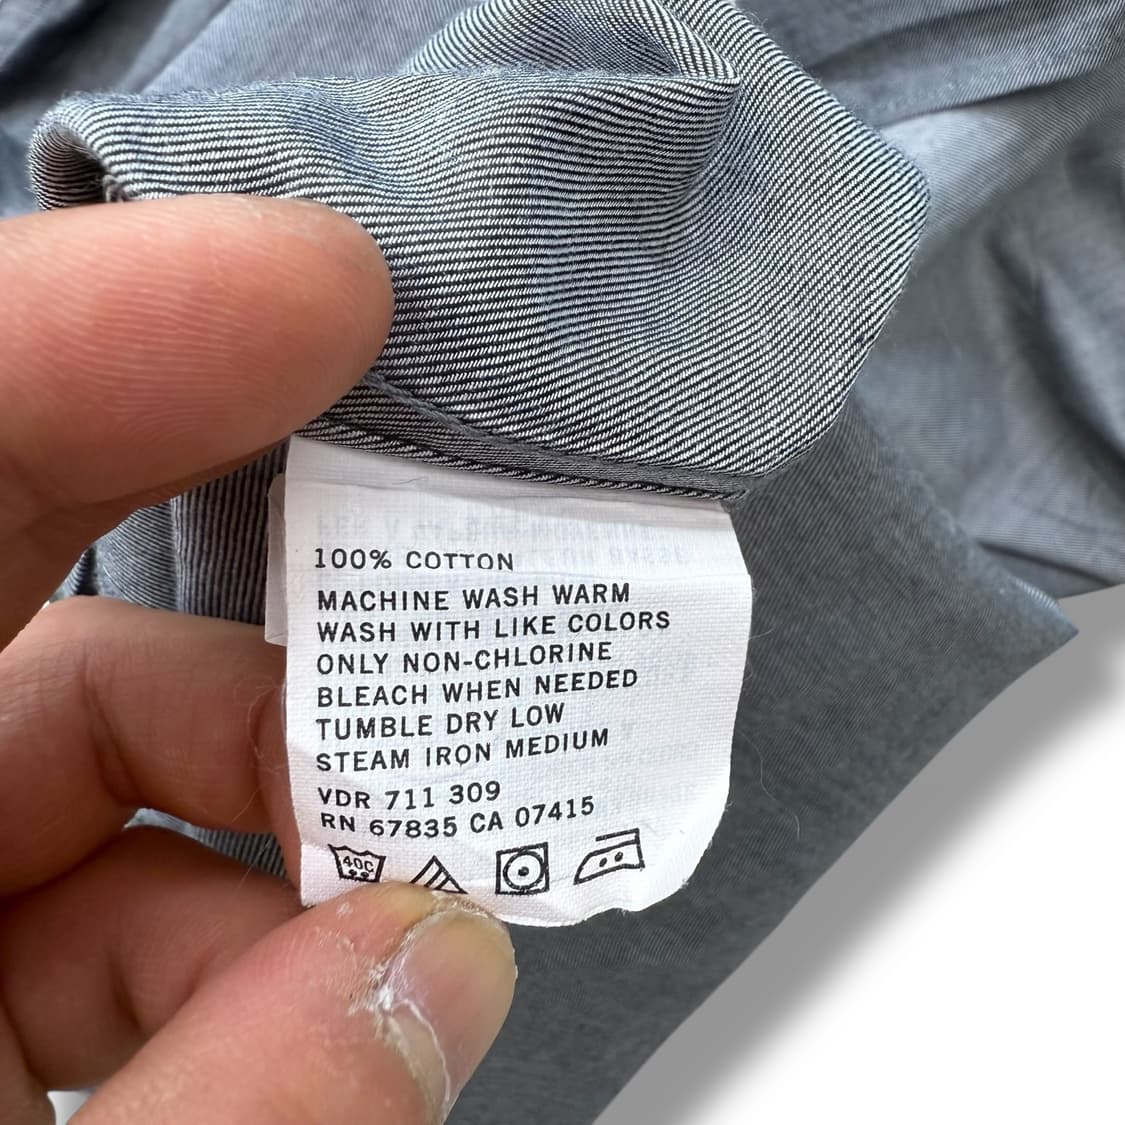 100% COTTON
MACHINE WASH WARM
WASH WITH LIKE COLORS
ONLY NON-CHLORINE
BLEACH WHEN NEEDED
TUMBLE DRY LOW
STEAM IRON MEDIUM
VDR 711 309
RN 67835 CA 07415
40C